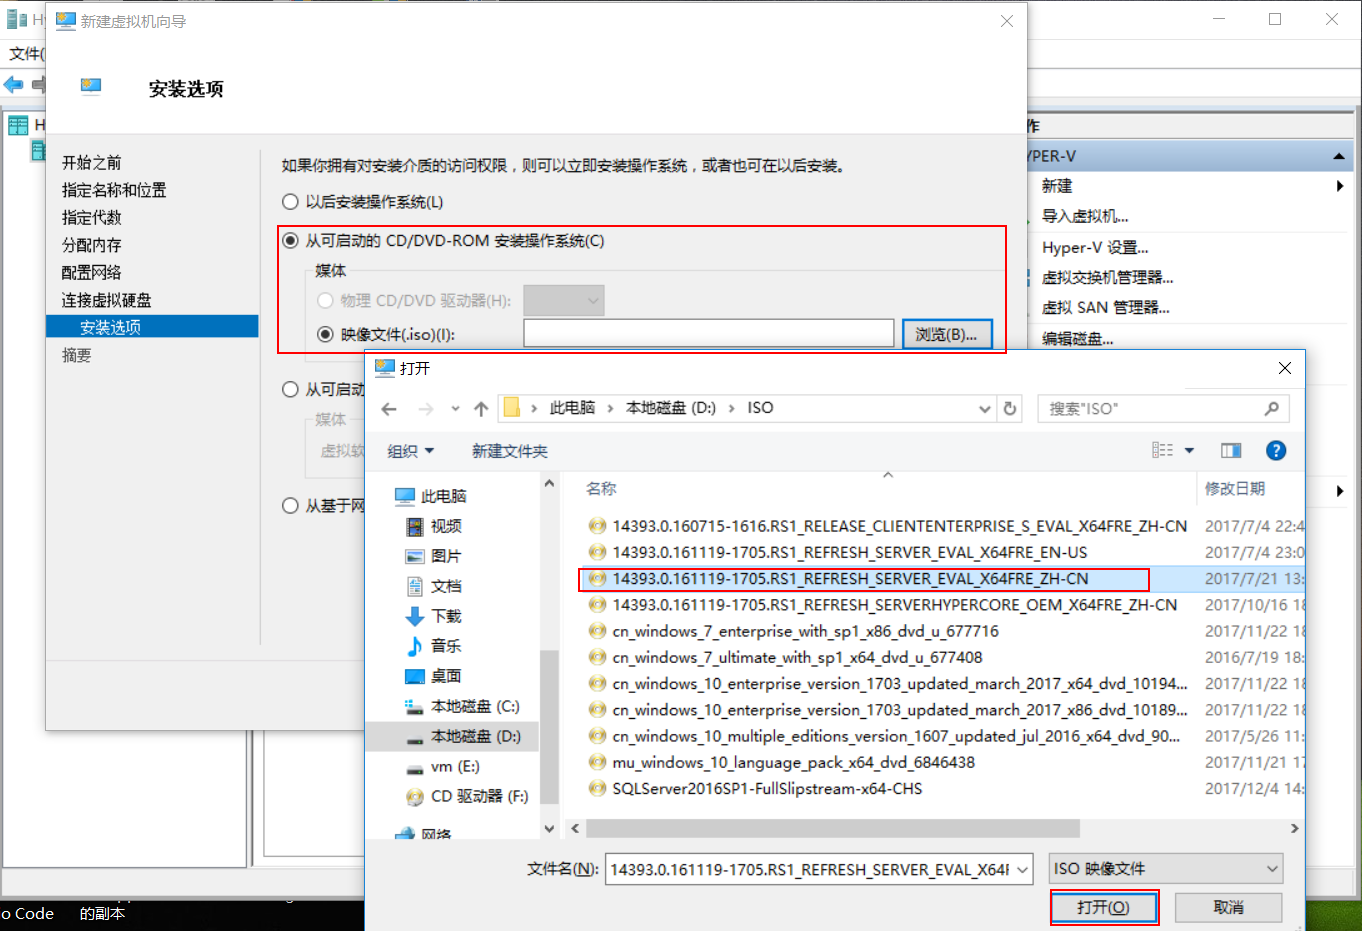 新建虚拟机向导
文件(
安装选项
开始之前
指定名称和位置
指定代数
分配内存
配置网络
连接虚拟硬盘
安装选项
摘要
如果你拥有对安装介质的访问权限，则可以立即安装操作系统，或者也可在以后安装。
以后安装操作系统(L)
从可启动的 CD/DVD-ROM 安装操作系统(C)
媒体
物理 CD/DVD 驱动器(H):
映像文件(.iso)(I):
浏览(B)...
从可启动
媒体
虚拟软
从基于网
作
YPER-V
新建
导入虚拟机...
Hyper-V 设置...
虚拟交换机管理器...
虚拟 SAN 管理器...
编辑磁盘...
打开
此电脑 本地磁盘 (D:) ISO
搜索"ISO"
组织
新建文件夹
此电脑
视频
图片
文档
下载
音乐
桌面
本地磁盘 (C:)
本地磁盘 (D:)
vm (E:)
CD 驱动器 (F:)
网络
名称 修改日期
14393.0.160715-1616.RS1_RELEASE_CLIENTENTERPRISE_S_EVAL_X64FRE_ZH-CN 2017/7/4 22:4
14393.0.161119-1705.RS1_REFRESH_SERVER_EVAL_X64FRE_EN-US 2017/7/4 23:0
14393.0.161119-1705.RS1_REFRESH_SERVER_EVAL_X64FRE_ZH-CN 2017/7/21 13:
14393.0.161119-1705.RS1_REFRESH_SERVERHYPERCORE_OEM_X64FRE_ZH-CN 2017/10/16 18
cn_windows_7_enterprise_with_sp1_x86_dvd_u_677716 2017/11/22 18
cn_windows_7_ultimate_with_sp1_x64_dvd_u_677408 2016/7/19 18:
cn_windows_10_enterprise_version_1703_updated_march_2017_x64_dvd_10194... 2017/11/22 18
cn_windows_10_enterprise_version_1703_updated_march_2017_x86_dvd_10189... 2017/11/22 18
cn_windows_10_multiple_editions_version_1607_updated_jul_2016_x64_dvd_90... 2017/5/26 11:
mu_windows_10_language_pack_x64_dvd_6846438 2017/11/21 17
SQLServer2016SP1-FullSlipstream-x64-CHS 2017/12/4 14:
文件名(N): 14393.0.161119-1705.RS1_REFRESH_SERVER_EVAL_X64F
ISO 映像文件
打开(O)
取消
o Code
的副本